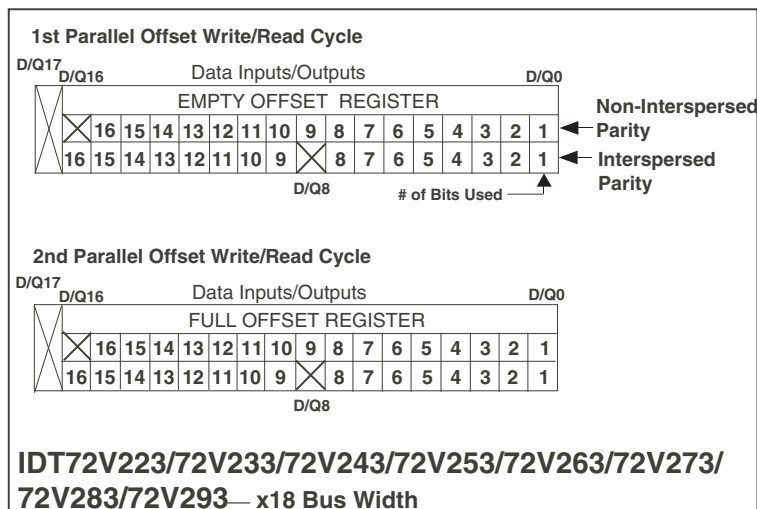 1st Parallel Offset Write/Read Cycle
D/Q17
D/Q16 Data Inputs/Outputs D/Q0
EMPTY OFFSET REGISTER
16 15 14 13 12 11 10 9 8 7 6 5 4 3 2 1 Non-Interspersed Parity
16 15 14 13 12 11 10 9 8 7 6 5 4 3 2 1 Interspersed Parity
D/Q8 # of Bits Used
2nd Parallel Offset Write/Read Cycle
D/Q17
D/Q16 Data Inputs/Outputs D/Q0
FULL OFFSET REGISTER
16 15 14 13 12 11 10 9 8 7 6 5 4 3 2 1
16 15 14 13 12 11 10 9 8 7 6 5 4 3 2 1
D/Q8
IDT72V223/72V233/72V243/72V253/72V263/72V273/
72V283/72V293— x18 Bus Width